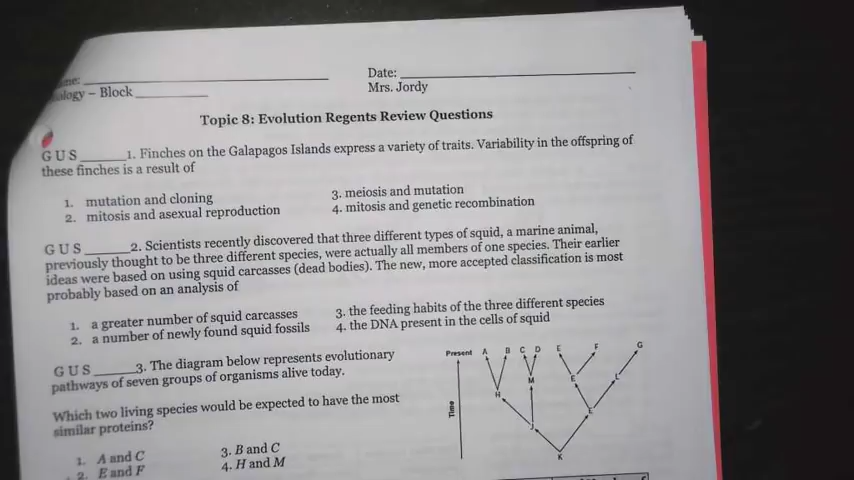 Date: ____________
ology – Block ________
Mrs. Jordy
Topic 8: Evolution Regents Review Questions
G U S ______1. Finches on the Galapagos Islands express a variety of traits. Variability in the offspring of
these finches is a result of
1. mutation and cloning
3. meiosis and mutation
2. mitosis and asexual reproduction
4. mitosis and genetic recombination
G U S ______2. Scientists recently discovered that three different types of squid, a marine animal,
previously thought to be three different species, were actually all members of one species. Their earlier
ideas were based on using squid carcasses (dead bodies). The new, more accepted classification is most
probably based on an analysis of
1. a greater number of squid carcasses
3. the feeding habits of the three different species
2. a number of newly found squid fossils
4. the DNA present in the cells of squid
G U S ______3. The diagram below represents evolutionary
pathways of seven groups of organisms alive today.
Which two living species would be expected to have the most
similar proteins?
1. A and C
3. B and C
2. E and F
4. H and M
Present A B C D E F G
M E L
H
E
J
K
Time